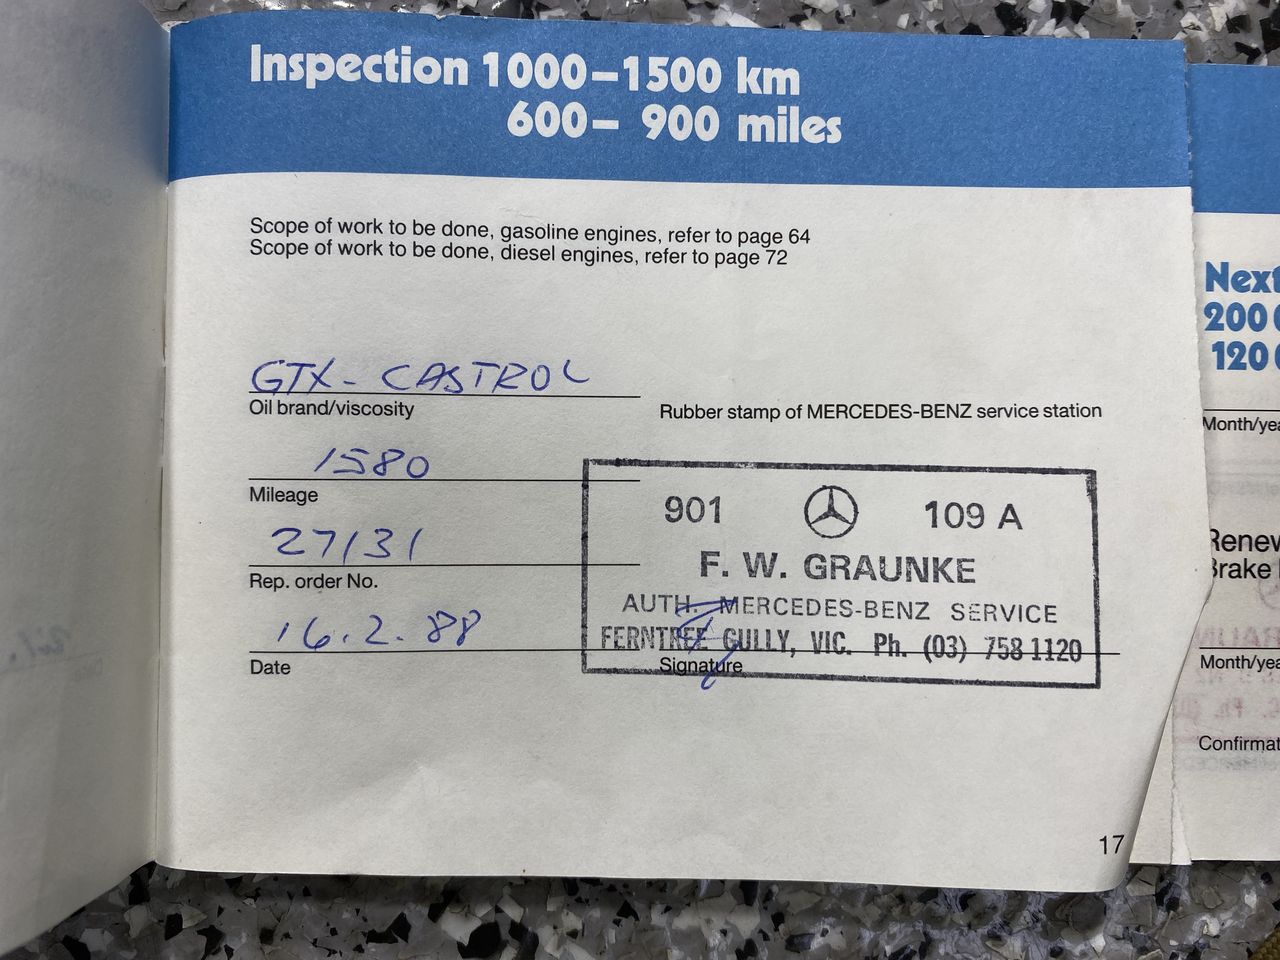 Inspection 1000–1500 km
600– 900 miles
Scope of work to be done, gasoline engines, refer to page 64
Scope of work to be done, diesel engines, refer to page 72
GTX - CASTROL
Oil brand/viscosity
Rubber stamp of MERCEDES-BENZ service station
1580
Mileage
27131
Rep. order No.
16.2.88
Date
901 109 A
F. W. GRAUNKE
AUTH. MERCEDES-BENZ SERVICE
FERNTREE GULLY, VIC. Ph. (03) 758 1120
Signature
17
Next
200 0
120 0
Month/yea
Renew
Brake
Month/yea
Confirmat